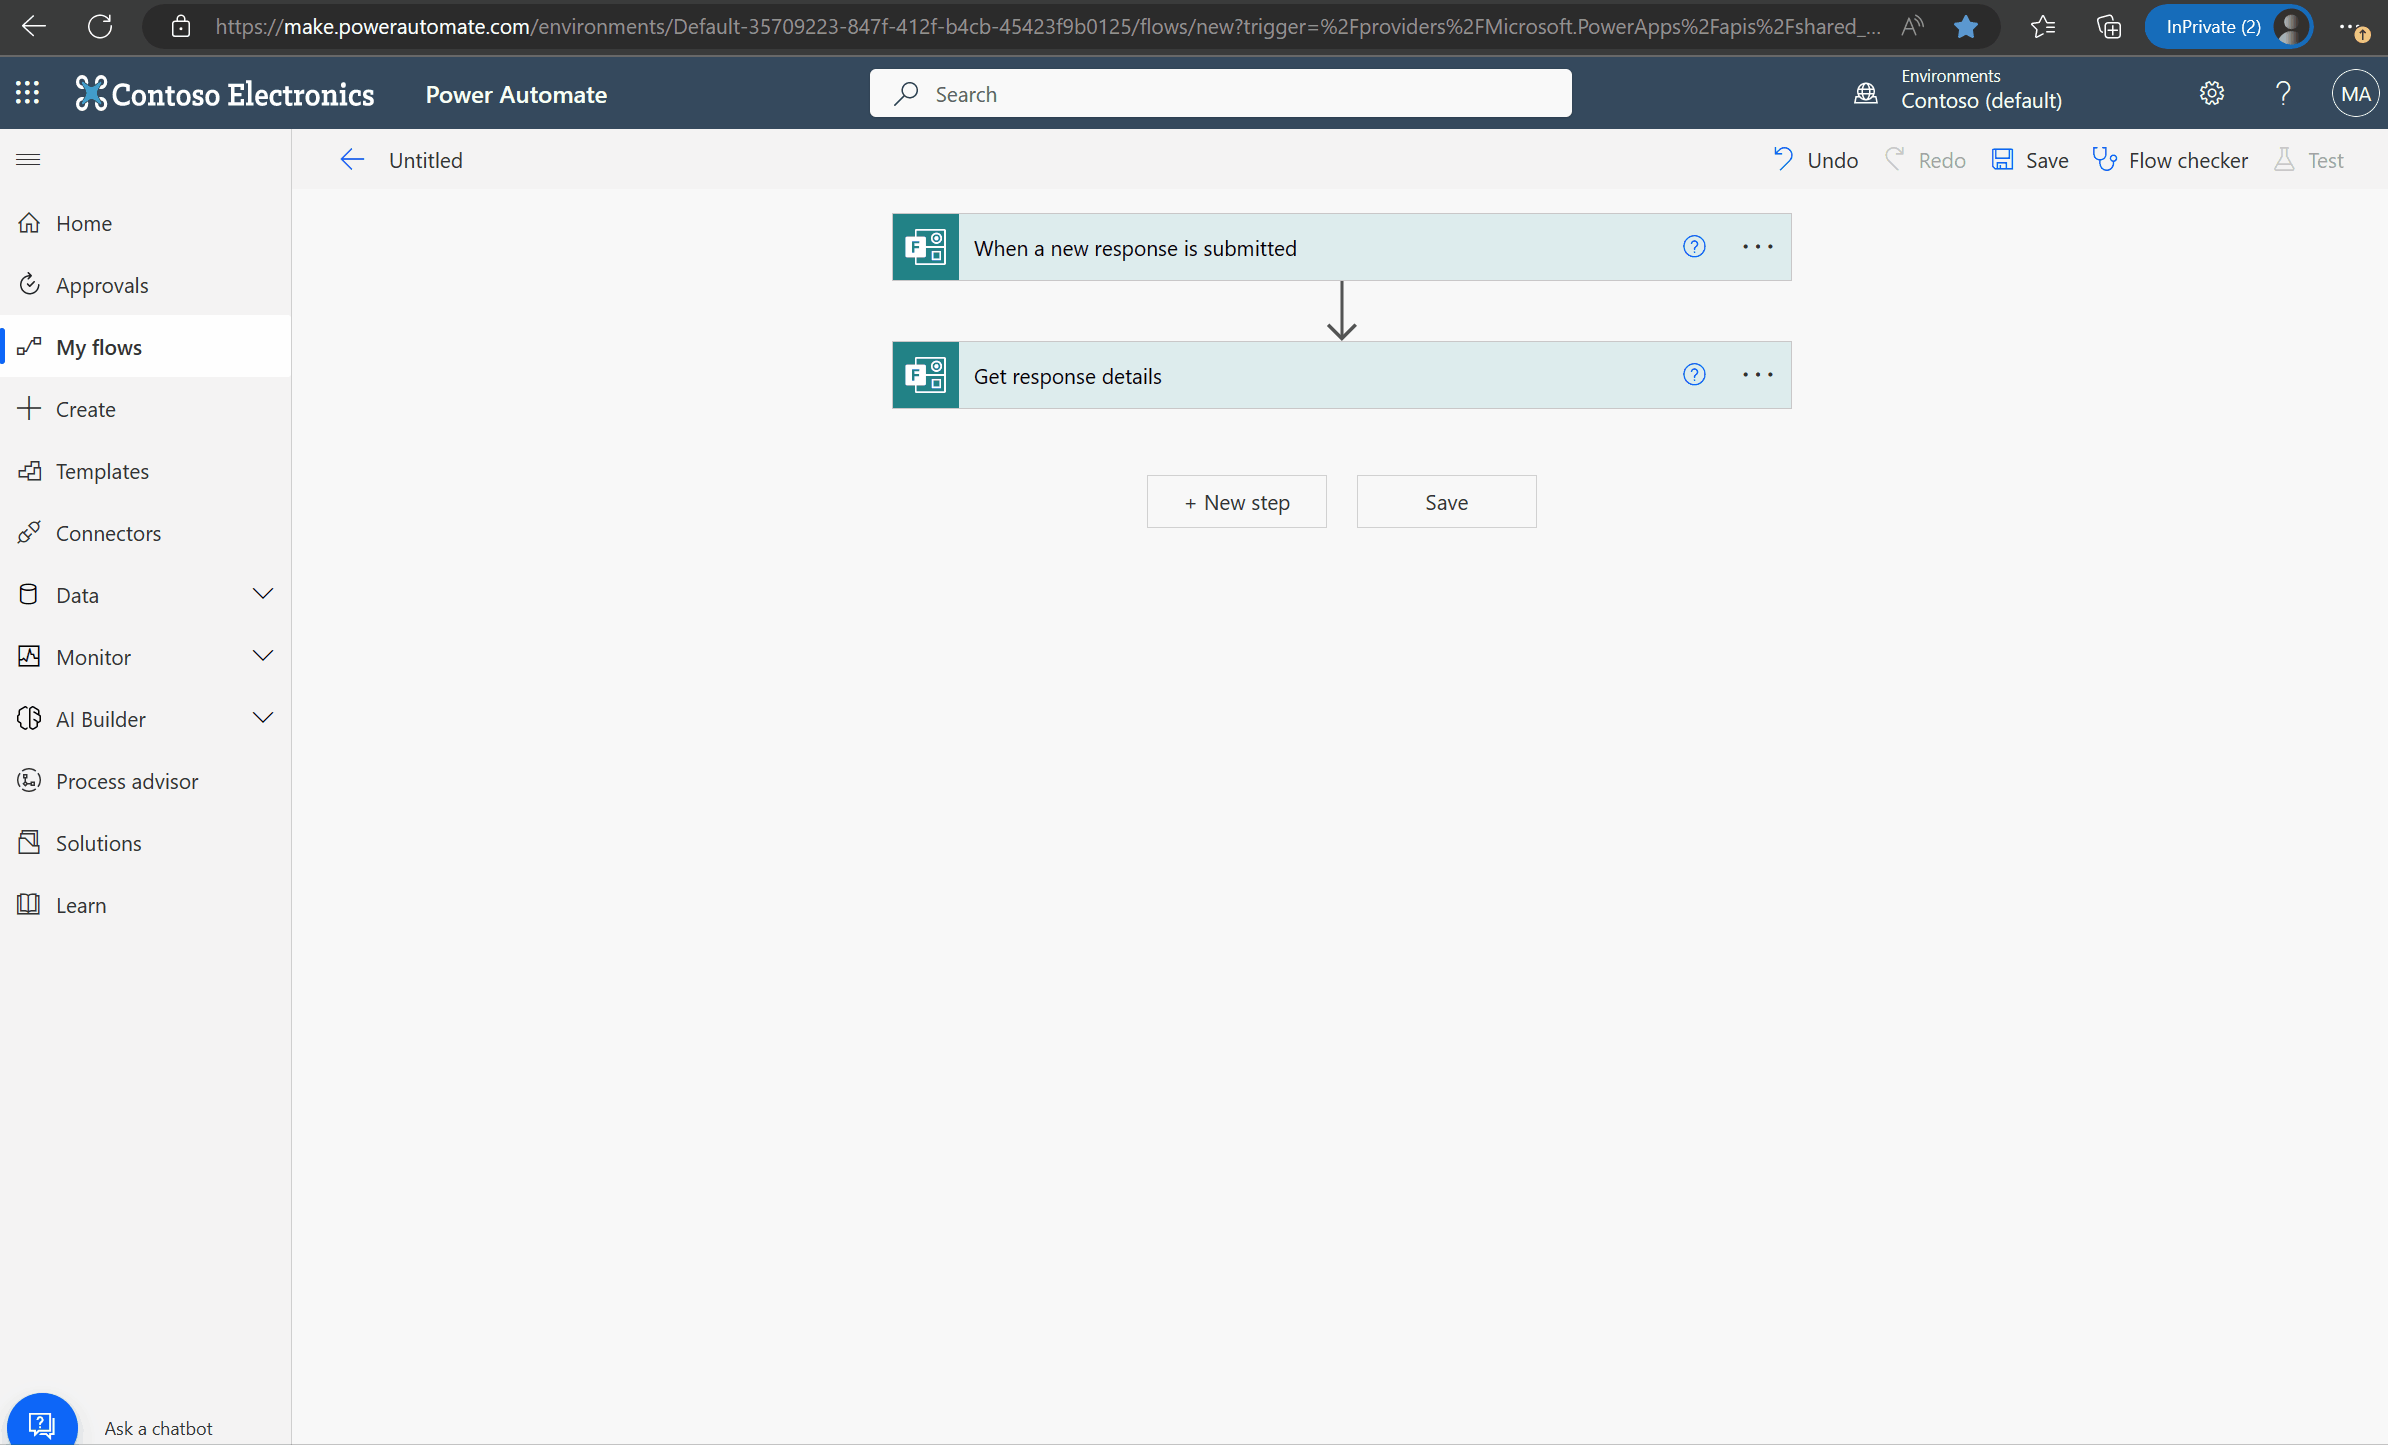 https://make.powerautomate.com/environments/Default-35709223-847f-412f-b4cb-45423f9b0125/flows/new?trigger=%2Fproviders%2FMicrosoft.PowerApps%2Fapis%2Fshared_...
InPrivate (2)
Contoso Electronics
Power Automate
Search
Environments
Contoso (default)
MA
Untitled
Undo
Redo
Save
Flow checker
Test
Home
Approvals
My flows
Create
Templates
Connectors
Data
Monitor
AI Builder
Process advisor
Solutions
Learn
Ask a chatbot
F
When a new response is submitted
F
Get response details
+ New step
Save